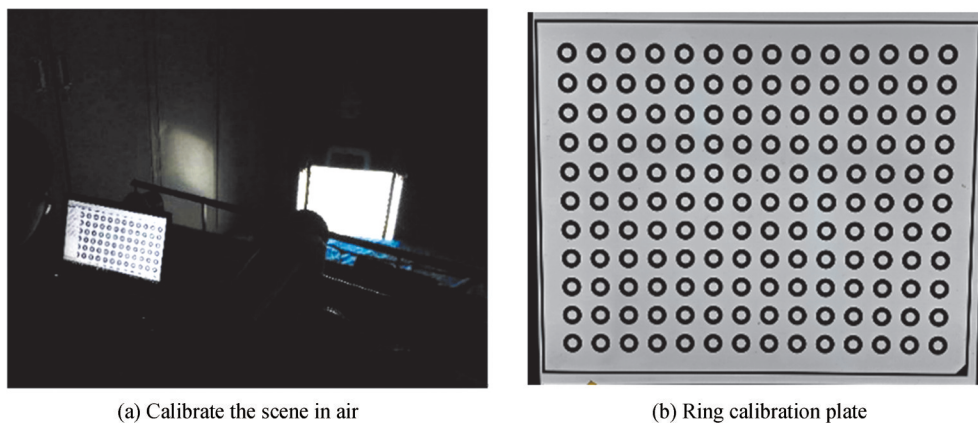 (a) Calibrate the scene in air
(b) Ring calibration plate